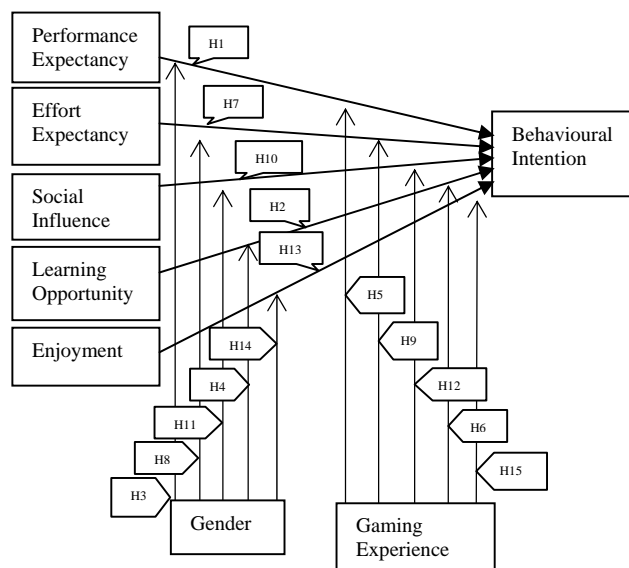 Performance
Expectancy
H1
Effort
Expectancy
H7
Behavioural
Intention
H10
Social
Influence
H2
H13
Learning
Opportunity
H5
Enjoyment
H14
H9
H4
H12
H11
H6
H8
H15
H3
Gender
Gaming
Experience